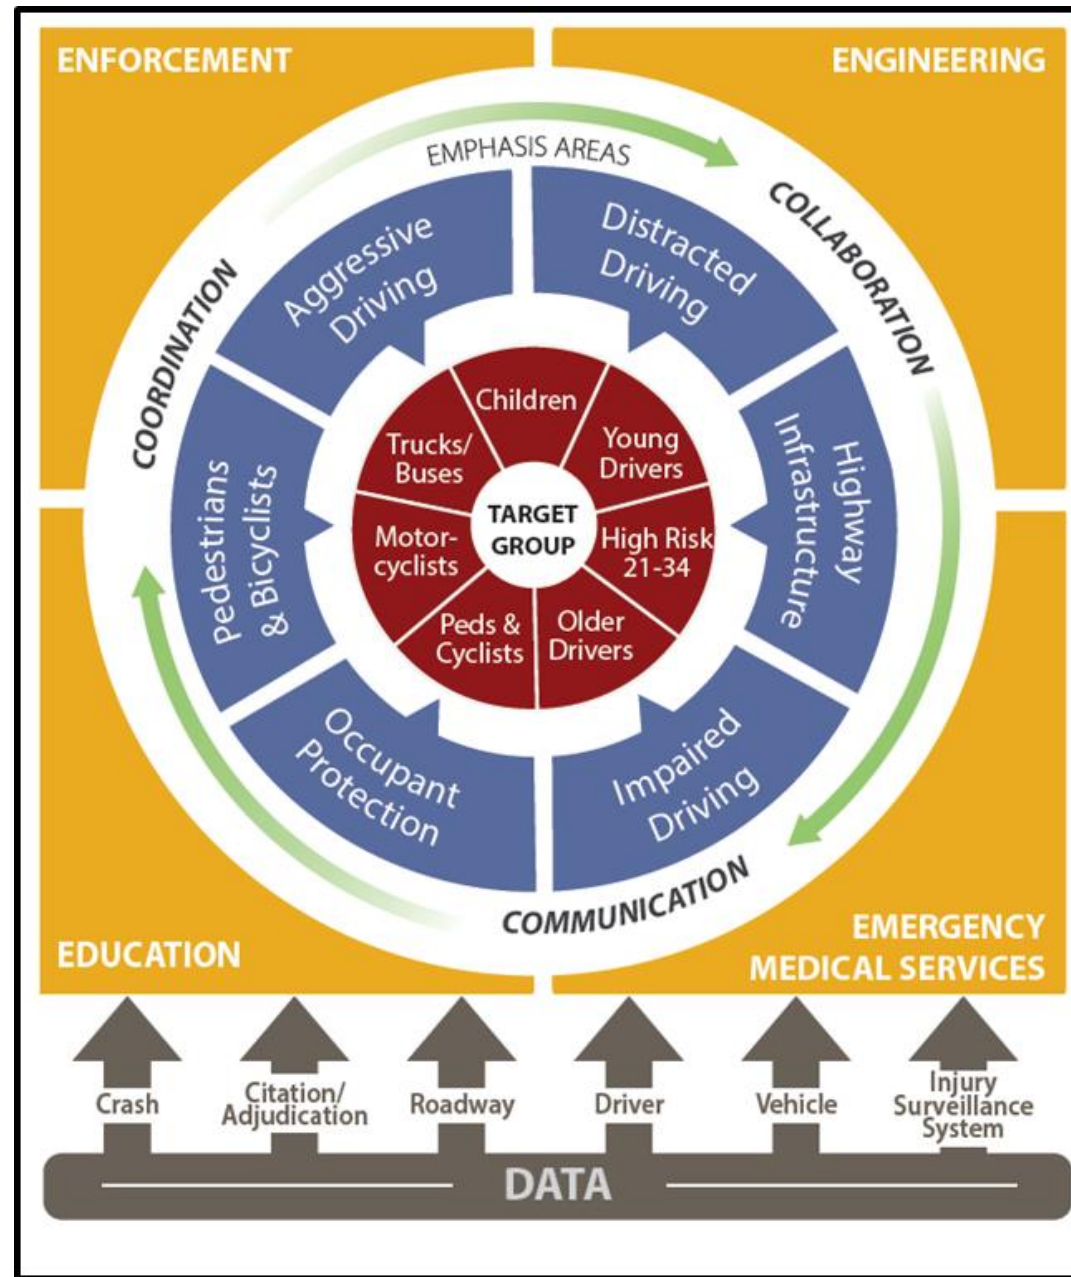 ENFORCEMENT
ENGINEERING
EMPHASIS AREAS
COORDINATION
COLLABORATION
COMMUNICATION
Aggressive
Driving
Distracted
Driving
Highway
Infrastructure
Impaired
Driving
Occupant
Protection
Pedestrians
& Bicyclists
Children
Young
Drivers
High Risk
21-34
Older
Drivers
Peds &
Cyclists
Motor-
cyclists
Trucks/
Buses
TARGET
GROUP
EDUCATION
EMERGENCY
MEDICAL SERVICES
Crash
Citation/
Adjudication
Roadway
Driver
Vehicle
Injury
Surveillance
System
DATA